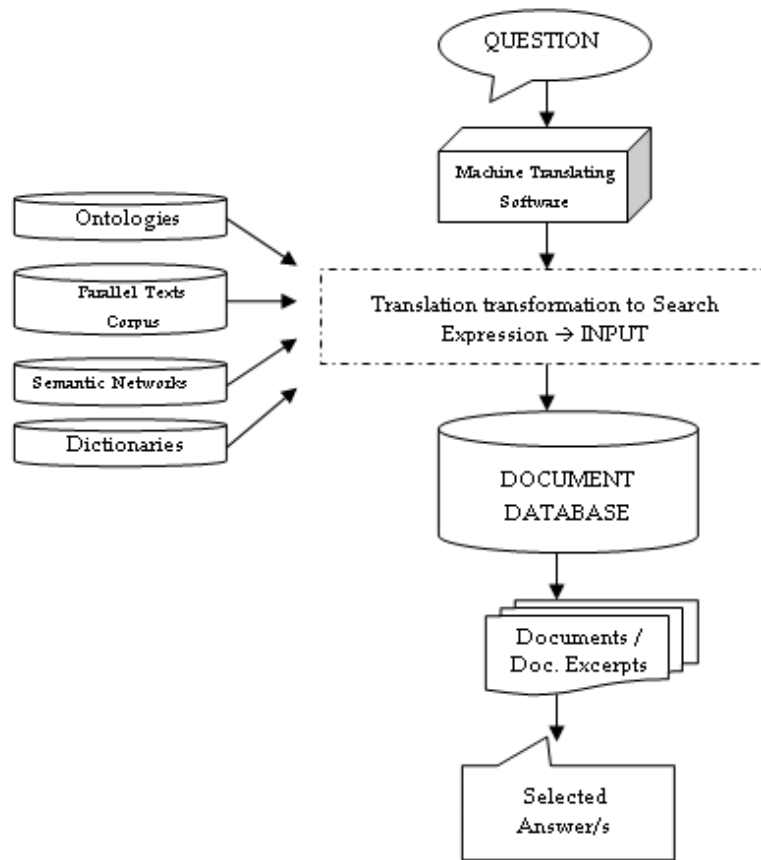 QUESTION
Machine Translating
Software
Ontologies
Parallel Texts
Corpus
Semantic Networks
Dictionaries
Translation transformation to Search
Expression → INPUT
DOCUMENT
DATABASE
Documents /
Doc. Excerpts
Selected
Answer/s